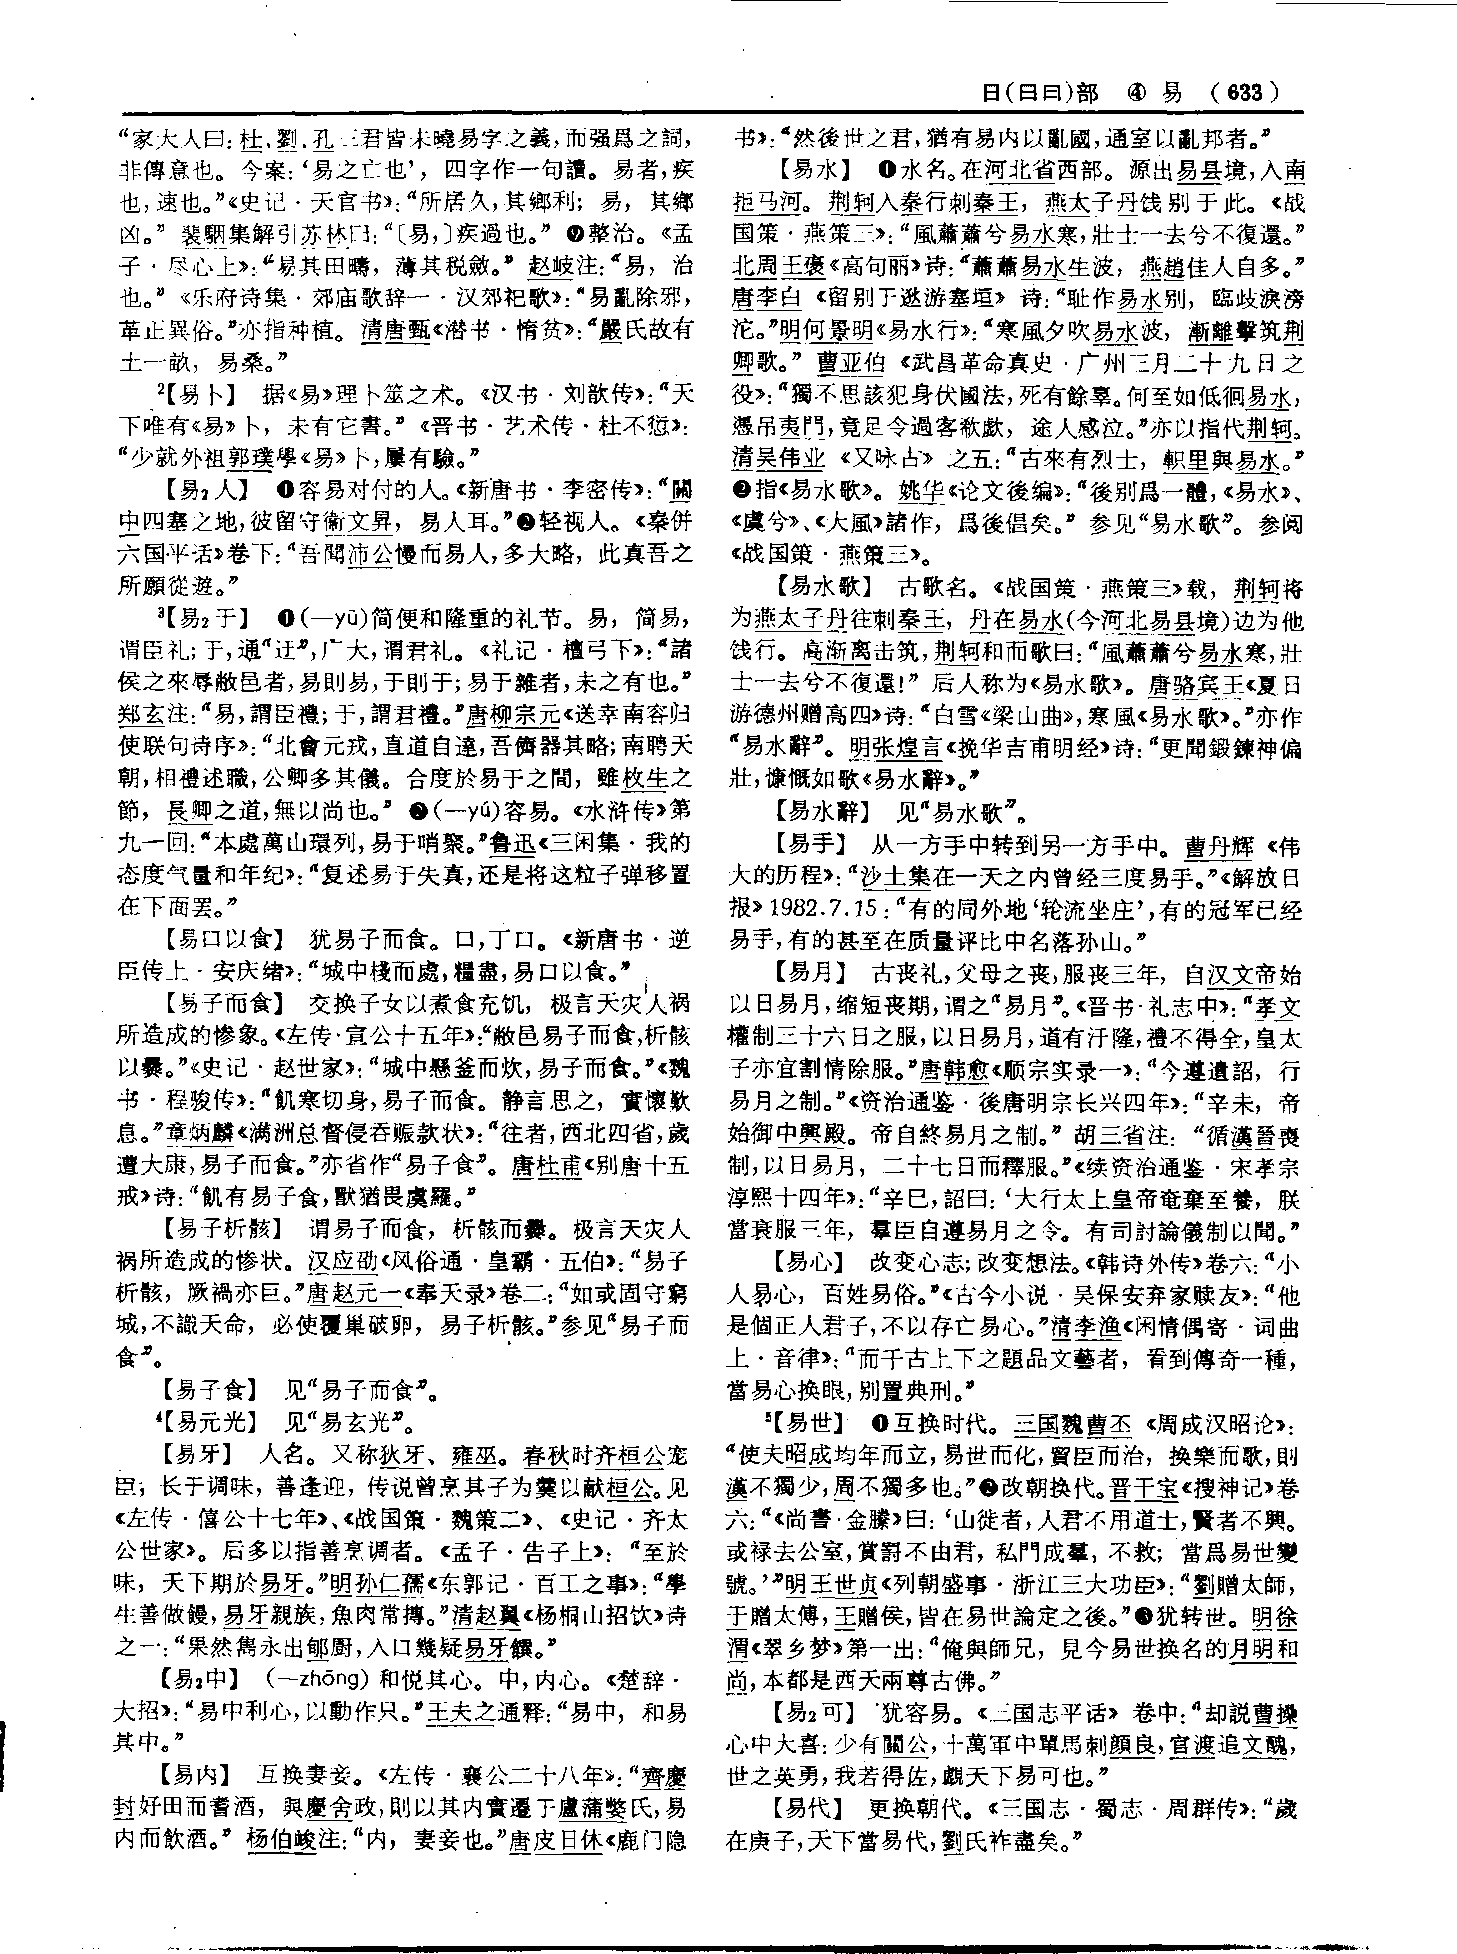 日(⺜曰)部　④　易　(633)
“家大人曰：杜、劉、孔三君皆未曉易字之義，而强爲之詞，
非傳意也。今案：‘易之亡也’，四字作一句讀。易者，疾
也，速也。”《史记·天官书》：“所居久，其鄉利；易，其鄉
凶。”裴駰集解引苏林曰：“〔易，〕疾過也。”❾整治。《孟
子·尽心上》：“易其田疇，薄其税斂。”赵岐注：“易，治
也。”《乐府诗集·郊庙歌辞一·汉郊祀歌》：“易亂除邪，
革正異俗。”亦指种植。清唐甄《潜书·惰贫》：“嚴氏故有
土一畝，易桑。”
²【易卜】　据《易》理卜筮之术。《汉书·刘歆传》：“天
下唯有《易》卜，未有它書。”《晋书·艺术传·杜不愆》：
“少就外祖郭璞學《易》卜，屢有驗。”
【易₂人】　❶容易对付的人。《新唐书·李密传》：“關
中四塞之地，彼留守衞文昇，易人耳。”❷轻视人。《秦併
六国平话》卷下：“吾聞沛公慢而易人，多大略，此真吾之
所願從遊。”
³【易₂于】　❶(—yū)简便和隆重的礼节。易，简易，
谓臣礼；于，通“迂”，广大，谓君礼。《礼记·檀弓下》：“諸
侯之來辱敝邑者，易則易，于則于；易于雜者，未之有也。”
郑玄注：“易，謂臣禮；于，謂君禮。”唐柳宗元《送幸南容归
使联句诗序》：“北會元戎，直道自達，吾儕器其略；南聘天
朝，相禮述職，公卿多其儀。合度於易于之間，雖枚生之
節，長卿之道，無以尚也。”❷(—yú)容易。《水浒传》第
九一回：“本處萬山環列，易于哨聚。”鲁迅《三闲集·我的
态度气量和年纪》：“复述易于失真，还是将这粒子弹移置
在下面罢。”
【易口以食】　犹易子而食。口，丁口。《新唐书·逆
臣传上·安庆绪》：“城中棧而處，糧盡，易口以食。”
【易子而食】　交换子女以煮食充饥，极言天灾人祸
所造成的惨象。《左传·宣公十五年》：“敝邑易子而食，析骸
以爨。”《史记·赵世家》：“城中懸釜而炊，易子而食。”《魏
书·程骏传》：“飢寒切身，易子而食。静言思之，實懷歎
息。”章炳麟《满洲总督侵吞赈款状》：“往者，西北四省，歲
遭大康，易子而食。”亦省作“易子食”。唐杜甫《别唐十五
戒》诗：“飢有易子食，獸猶畏虞羅。”
【易子析骸】　谓易子而食，析骸而爨。极言天灾人
祸所造成的惨状。汉应劭《风俗通·皇霸·五伯》：“易子
析骸，厥禍亦巨。”唐赵元一《奉天录》卷二：“如或固守窮
城，不識天命，必使覆巢破卵，易子析骸。”参见“易子而
食”。
【易子食】　见“易子而食”。
⁴【易元光】　见“易玄光”。
【易牙】　人名。又称狄牙、雍巫。春秋时齐桓公宠
臣；长于调味，善逢迎，传说曾烹其子为羹以献桓公。见
《左传·僖公十七年》、《战国策·魏策二》、《史记·齐太
公世家》。后多以指善烹调者。《孟子·告子上》：“至於
味，天下期於易牙。”明孙仁孺《东郭记·百工之事》：“學
生善做饅，易牙親族，魚肉常摶。”清赵翼《杨桐山招饮》诗
之一：“果然雋永出郇厨，入口幾疑易牙饌。”
【易₂中】　(—zhōng)和悦其心。中，内心。《楚辞·
大招》：“易中利心，以動作只。”王夫之通释：“易中，和易
其中。”
【易内】　互换妻妾。《左传·襄公二十八年》：“齊慶
封好田而耆酒，與慶舍政，則以其内實遷于盧蒲嫳氏，易
内而飲酒。”杨伯峻注：“内，妻妾也。”唐皮日休《鹿门隐
书》：“然後世之君，猶有易内以亂國，通室以亂邦者。”
【易水】　❶水名。在河北省西部。源出易县境，入南
拒马河。荆轲入秦行刺秦王，燕太子丹饯别于此。《战
国策·燕策三》：“風蕭蕭兮易水寒，壯士一去兮不復還。”
北周王褒《高句丽》诗：“蕭蕭易水生波，燕趙佳人自多。”
唐李白《留别于逖游塞垣》诗：“耻作易水别，臨歧淚滂
沱。”明何景明《易水行》：“寒風夕吹易水波，漸離擊筑荆
卿歌。”曹亚伯《武昌革命真史·广州三月二十九日之
役》：“獨不思該犯身伏國法，死有餘辜。何至如低徊易水，
憑吊夷門，竟足令過客欷歔，途人感泣。”亦以指代荆轲。
清吴伟业《又咏古》之五：“古來有烈士，軹里與易水。”
❷指《易水歌》。姚华《论文後编》：“後别爲一體，《易水》、
《虞兮》、《大風》諸作，爲後倡矣。”参见“易水歌”。参阅
《战国策·燕策三》。
【易水歌】　古歌名。《战国策·燕策三》载，荆轲将
为燕太子丹往刺秦王，丹在易水(今河北易县境)边为他
饯行。高渐离击筑，荆轲和而歌曰：“風蕭蕭兮易水寒，壯
士一去兮不復還！”后人称为《易水歌》。唐骆宾王《夏日
游德州赠高四》诗：“白雪《梁山曲》，寒風《易水歌》。”亦作
“易水辭”。明张煌言《挽华吉甫明经》诗：“更聞鍛鍊神偏
壯，慷慨如歌《易水辭》。”
【易水辭】　见“易水歌”。
【易手】　从一方手中转到另一方手中。曹丹辉《伟
大的历程》：“沙土集在一天之内曾经三度易手。”《解放日
报》1982.7.15：“有的同外地‘轮流坐庄’，有的冠军已经
易手，有的甚至在质量评比中名落孙山。”
【易月】　古丧礼，父母之丧，服丧三年，自汉文帝始
以日易月，缩短丧期，谓之“易月”。《晋书·礼志中》：“孝文
權制三十六日之服，以日易月，道有汙隆，禮不得全，皇太
子亦宜割情除服。”唐韩愈《顺宗实录一》：“今遵遺詔，行
易月之制。”《资治通鉴·後唐明宗长兴四年》：“辛未，帝
始御中興殿。帝自終易月之制。”胡三省注：“循漢晉喪
制，以日易月，二十七日而釋服。”《续资治通鉴·宋孝宗
淳熙十四年》：“辛巳，詔曰：‘大行太上皇帝奄棄至養，朕
當衰服三年，羣臣自遵易月之令。有司討論儀制以聞。”
【易心】　改变心志；改变想法。《韩诗外传》卷六：“小
人易心，百姓易俗。”《古今小说·吴保安弃家赎友》：“他
是個正人君子，不以存亡易心。”清李渔《闲情偶寄·词曲
上·音律》：“而千古上下之題品文藝者，看到傳奇一種，
當易心换眼，别置典刑。”
⁵【易世】　❶互换时代。三国魏曹丕《周成汉昭论》：
“使夫昭成均年而立，易世而化，貿臣而治，换樂而歌，則
漢不獨少，周不獨多也。”❷改朝换代。晋干宝《搜神记》卷
六：“《尚書·金縢》曰：‘山徙者，人君不用道士，賢者不興。
或禄去公室，賞罰不由君，私門成羣，不救；當爲易世變
號。’”明王世贞《列朝盛事·浙江三大功臣》：“劉贈太師，
于贈太傅，王贈侯，皆在易世論定之後。”❸犹转世。明徐
渭《翠乡梦》第一出：“俺與師兄，見今易世换名的月明和
尚，本都是西天兩尊古佛。”
【易₂可】　犹容易。《三国志平话》卷中：“却説曹操
心中大喜：少有關公，十萬軍中單馬刺顔良，官渡追文醜，
世之英勇，我若得佐，覷天下易可也。”
【易代】　更换朝代。《三国志·蜀志·周群传》：“歲
在庚子，天下當易代，劉氏祚盡矣。”